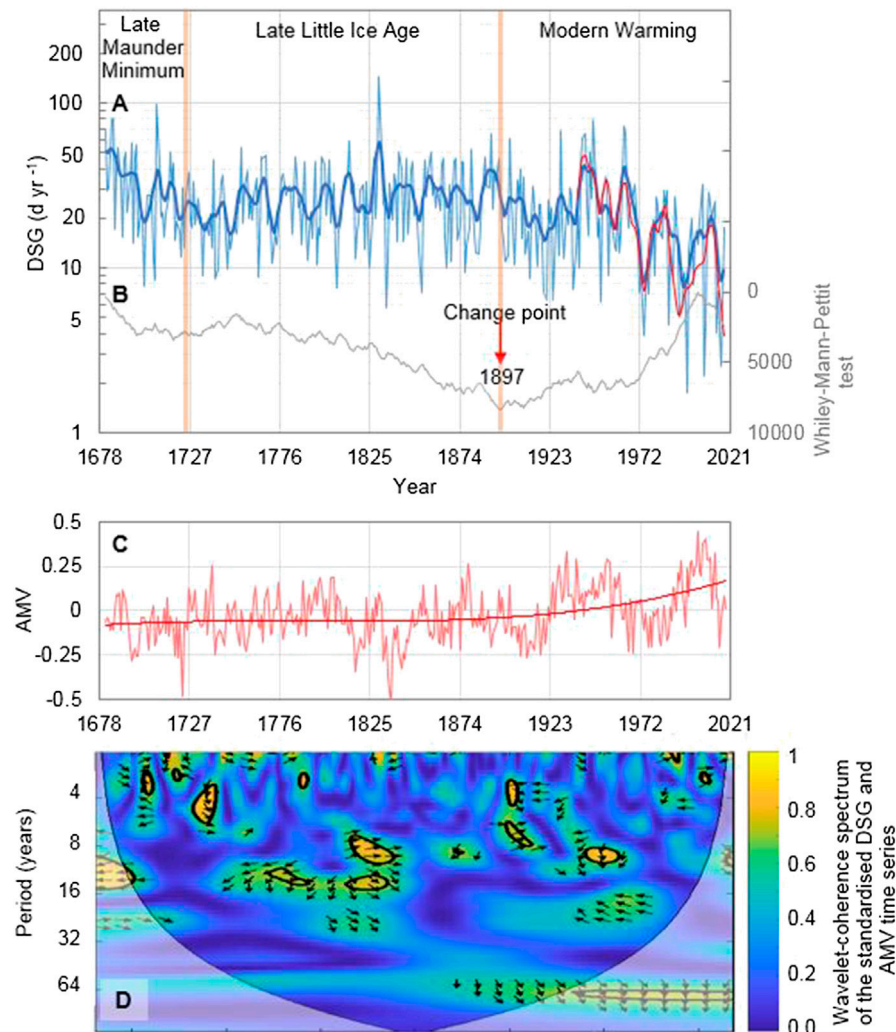 Late
Maunder
Minimum
Late Little Ice Age
Modern Warming
200
A
100
50
20
10
5
1
DSG (d yr -1)
B
Change point
1897
0
5000
10000
Whiley-Mann-Pettit
test
1678 1727 1776 1825 1874 1923 1972 2021
Year
C
0.5
0.25
0
-0.25
-0.5
AMV
1678 1727 1776 1825 1874 1923 1972 2021
4
8
16
32
64
Period (years)
D
1
0.8
0.6
0.4
0.2
0.0
Wavelet-coherence spectrum
of the standardised DSG and
AMV time series